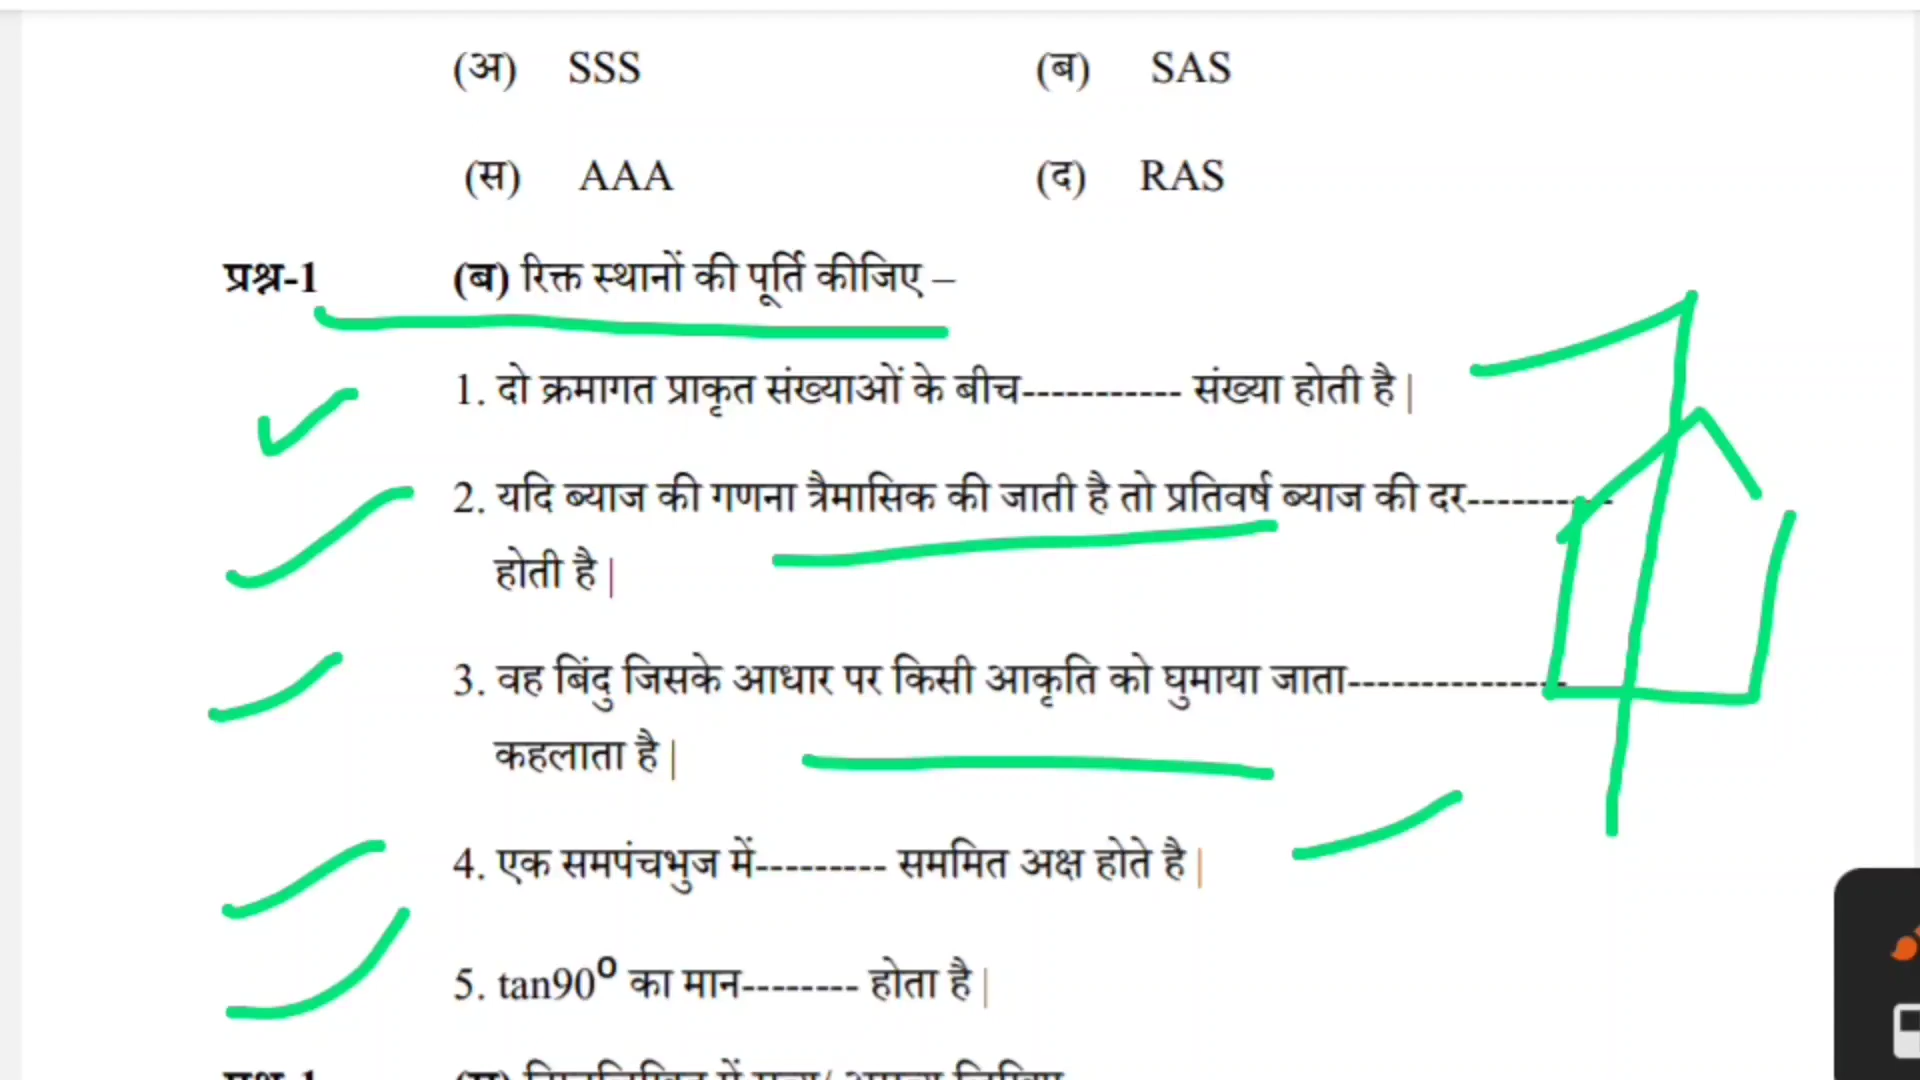 (अ) SSS (ब) SAS
(स) AAA (द) RAS
प्रश्न-1 (ब) रिक्त स्थानों की पूर्ति कीजिए –
1. दो क्रमागत प्राकृत संख्याओं के बीच----------- संख्या होती है |
2. यदि ब्याज की गणना त्रैमासिक की जाती है तो प्रतिवर्ष ब्याज की दर----------
होती है |
3. वह बिंदु जिसके आधार पर किसी आकृति को घुमाया जाता---------------
कहलाता है |
4. एक समपंचभुज में--------- सममित अक्ष होते है |
5. tan90⁰ का मान-------- होता है |